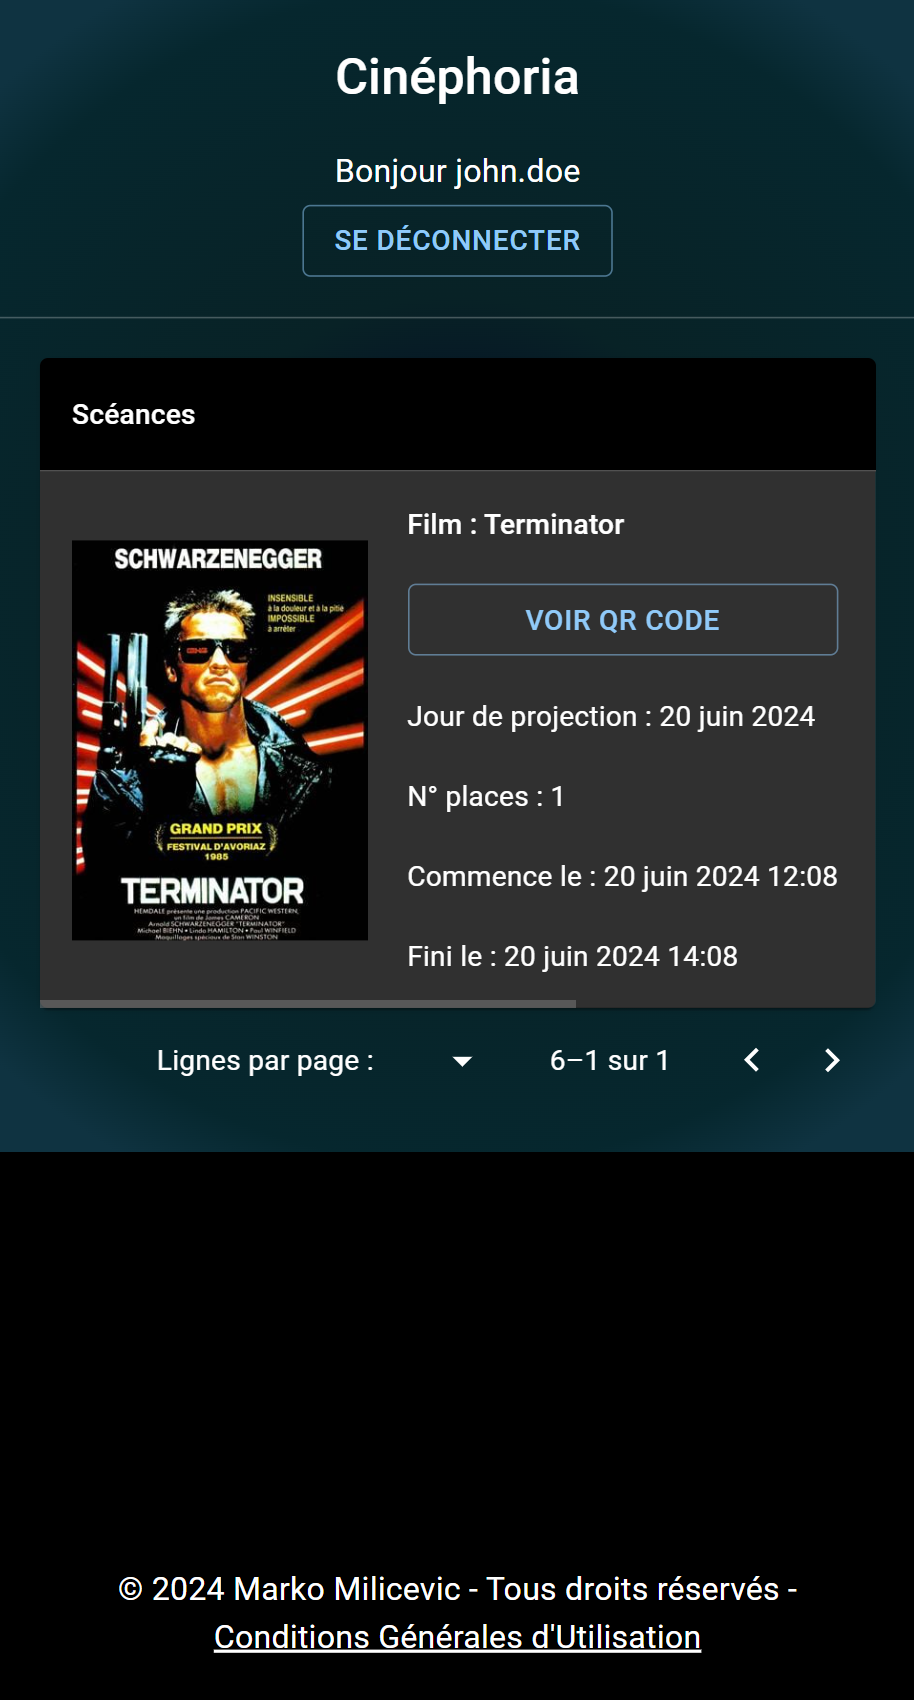 Cinéphoria
Bonjour john.doe
SE DÉCONNECTER
Scéances
SCHWARZENEGGER
INSENSIBLE
à la douleur et à la pitié
IMPOSSIBLE
à arrêter
GRAND PRIX
FESTIVAL D'AVORIAZ
1985
TERMINATOR
HEMDALE présente une production PACIFIC WESTERN,
un film de James CAMERON
Arnold SCHWARZENEGGER "TERMINATOR"
Michael BIEHN • Linda HAMILTON • Paul WINFIELD
Maquillages spéciaux de Stan WINSTON
Film : Terminator
VOIR QR CODE
Jour de projection : 20 juin 2024
N° places : 1
Commence le : 20 juin 2024 12:08
Fini le : 20 juin 2024 14:08
Lignes par page :
6–1 sur 1
© 2024 Marko Milicevic - Tous droits réservés -
Conditions Générales d'Utilisation